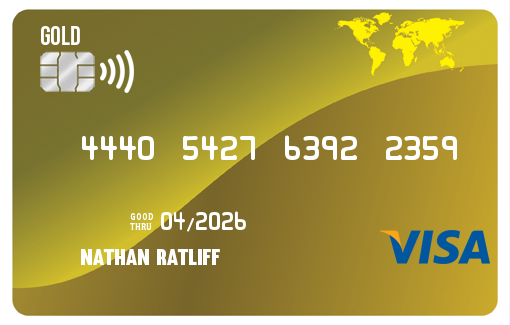 GOLD
4440 5427 6392 2359
GOOD
THRU 04/2026
NATHAN RATLIFF
VISA